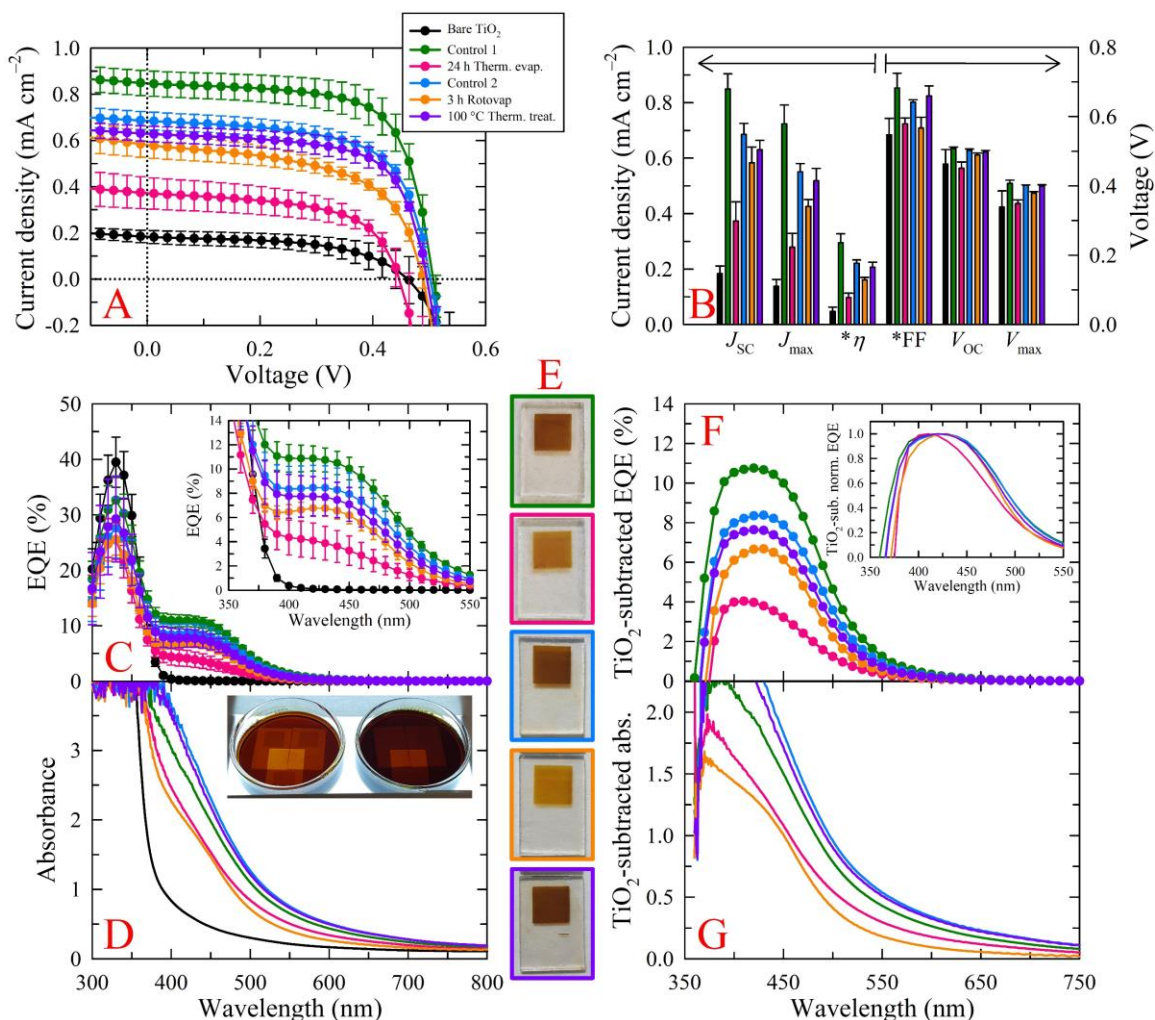 Bare TiO2
Control 1
24 h Therm. evap.
Control 2
3 h Rotovap
100 °C Therm. treat.
1.0
0.8
0.6
0.4
0.2
0.0
-0.2
Current density (mA cm−2)
A
0.0 0.2 0.4 0.6
Voltage (V)
1.0
0.8
0.6
0.4
0.2
0.0
Current density (mA cm−2)
B
0.8
0.6
0.4
0.2
0.0
Voltage (V)
JSC Jmax *η *FF VOC Vmax
50
40
30
20
10
0
EQE (%)
C
14
12
10
8
6
4
2
0
EQE (%)
350 400 450 500 550
Wavelength (nm)
3
2
1
0
Absorbance
D
300 400 500 600 700 800
Wavelength (nm)
E
14
12
10
8
6
4
2
0
TiO2-subtracted EQE (%)
F
1.0
0.8
0.6
0.4
0.2
0.0
TiO2-sub. norm. EQE
350 400 450 500 550
Wavelength (nm)
2.0
1.5
1.0
0.5
0.0
TiO2-subtracted abs.
G
350 450 550 650 750
Wavelength (nm)